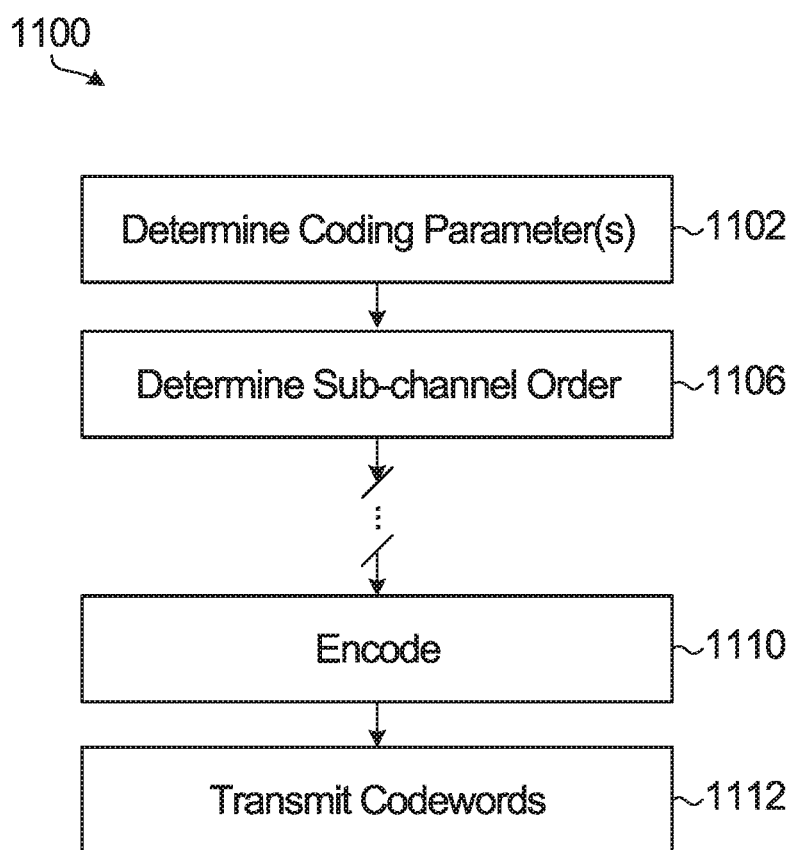 1100
Determine Coding Parameter(s) 1102
Determine Sub-channel Order 1106
...
Encode 1110
Transmit Codewords 1112